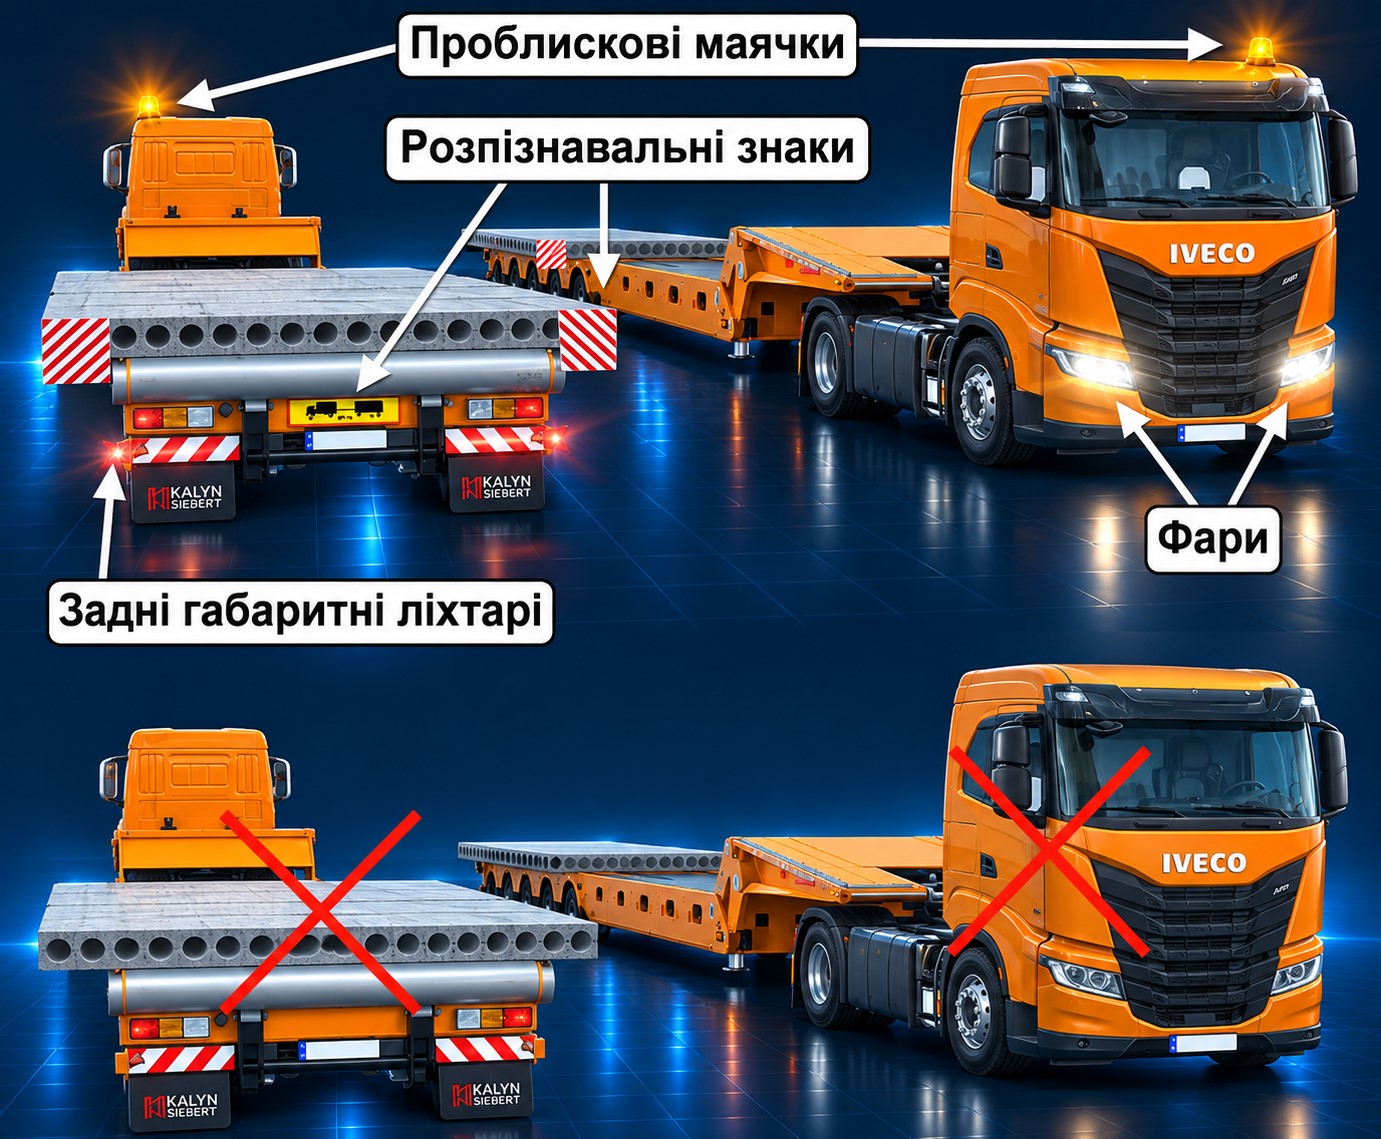 Проблискові маячки
Розпізнавальні знаки
IVECO
KALYN
SIEBERT
KALYN
SIEBERT
Фари
Задні габаритні ліхтарі
IVECO
KALYN
SIEBERT
KALYN
SIEBERT